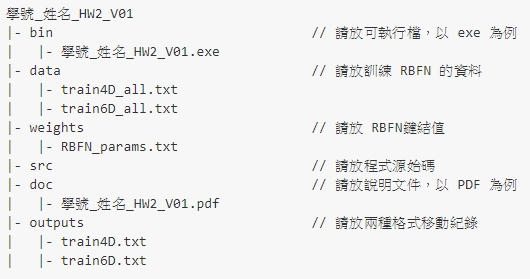 學號_姓名_HW2_V01
|- bin // 請放可執行檔，以 exe 為例
| |- 學號_姓名_HW2_V01.exe
|- data // 請放訓練 RBFN 的資料
| |- train4D_all.txt
| |- train6D_all.txt
|- weights // 請放 RBFN鏈結值
| |- RBFN_params.txt
|- src // 請放程式源始碼
|- doc // 請放說明文件，以 PDF 為例
| |- 學號_姓名_HW2_V01.pdf
|- outputs // 請放兩種格式移動紀錄
| |- train4D.txt
| |- train6D.txt